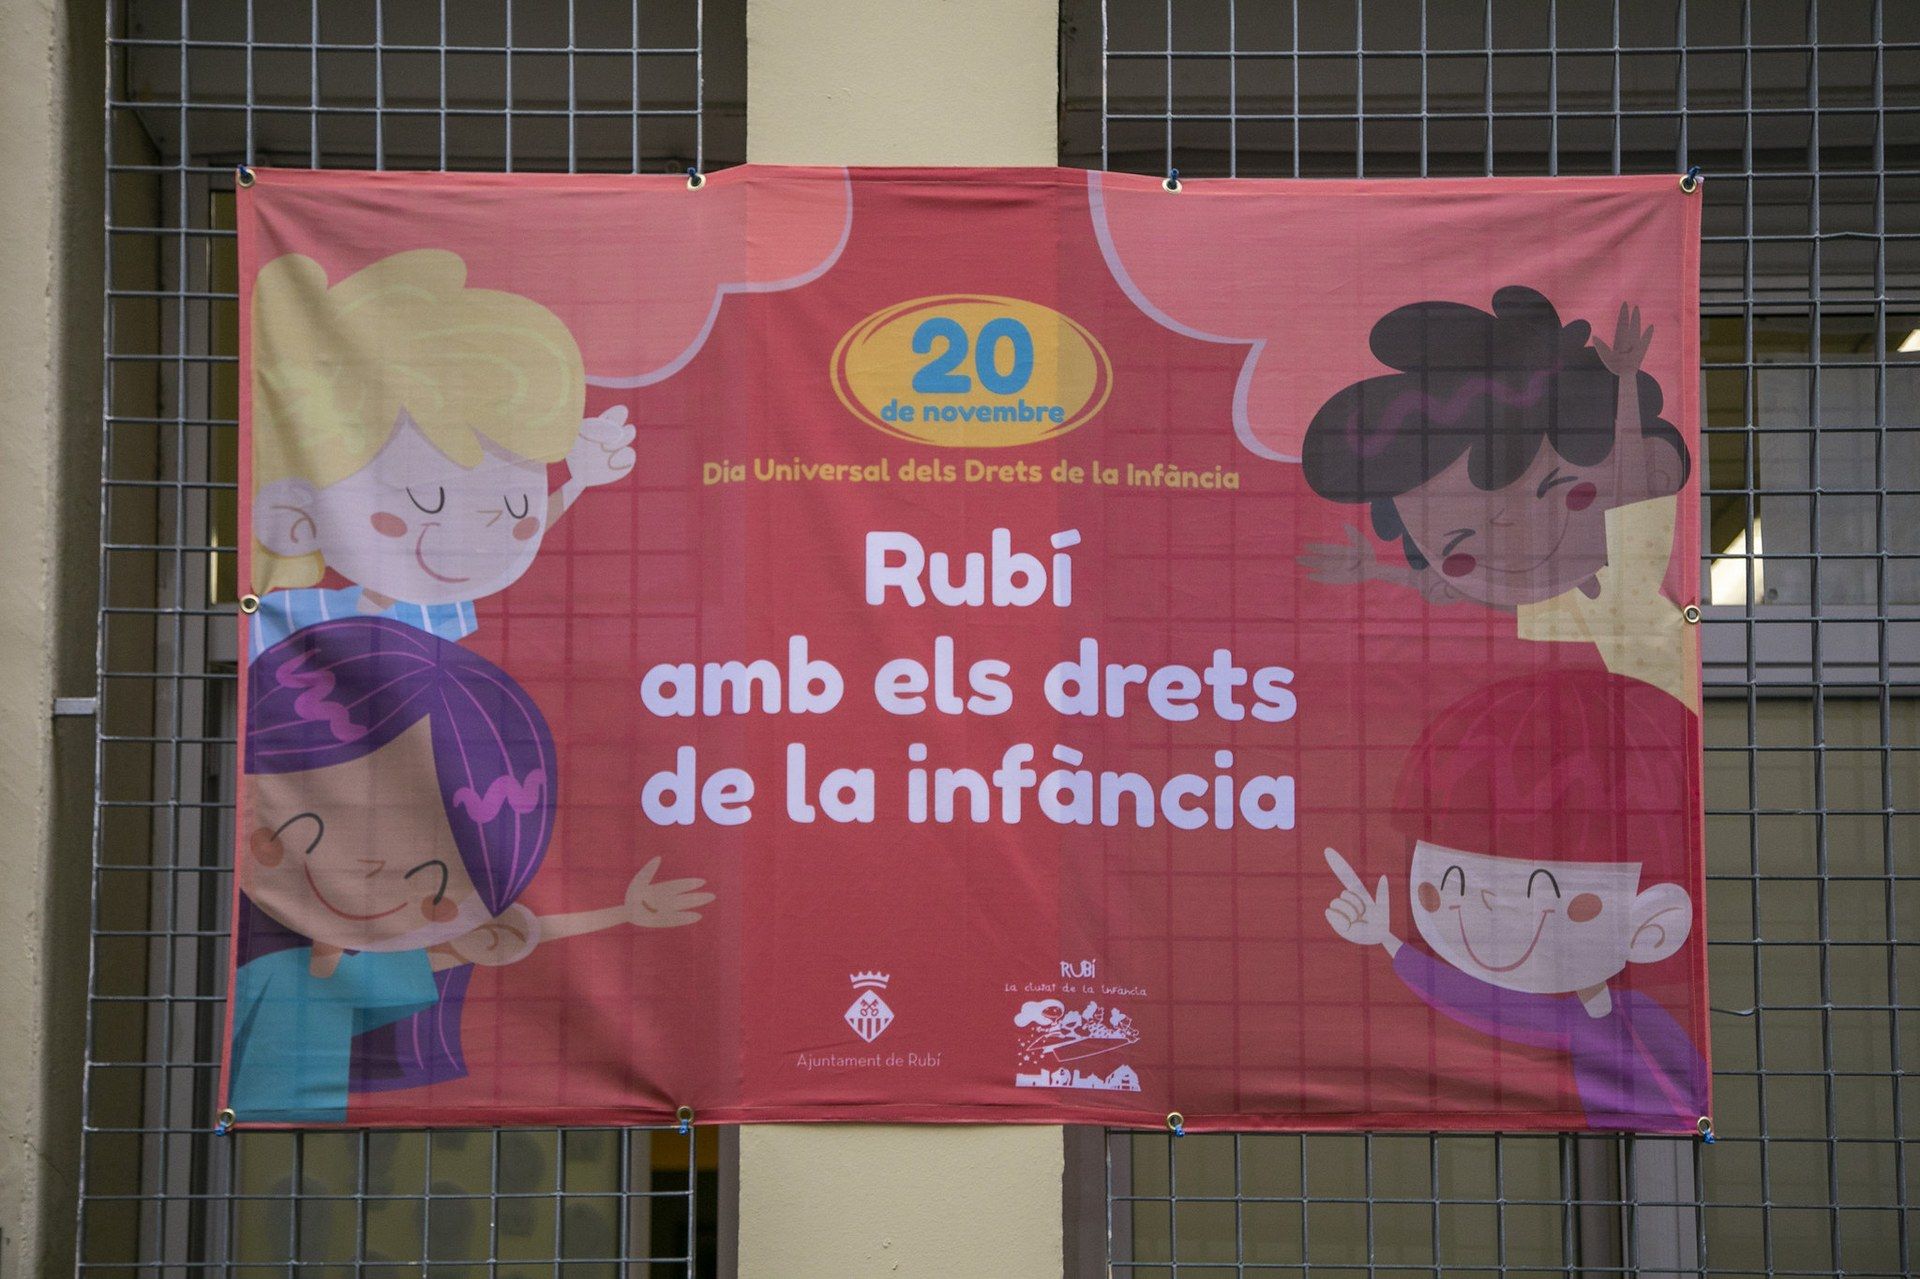 20
de novembre
Dia Universal dels Drets de la Infància
Rubí
amb els drets
de la infància
Ajuntament de Rubí
RUBÍ
La ciutat de la infància